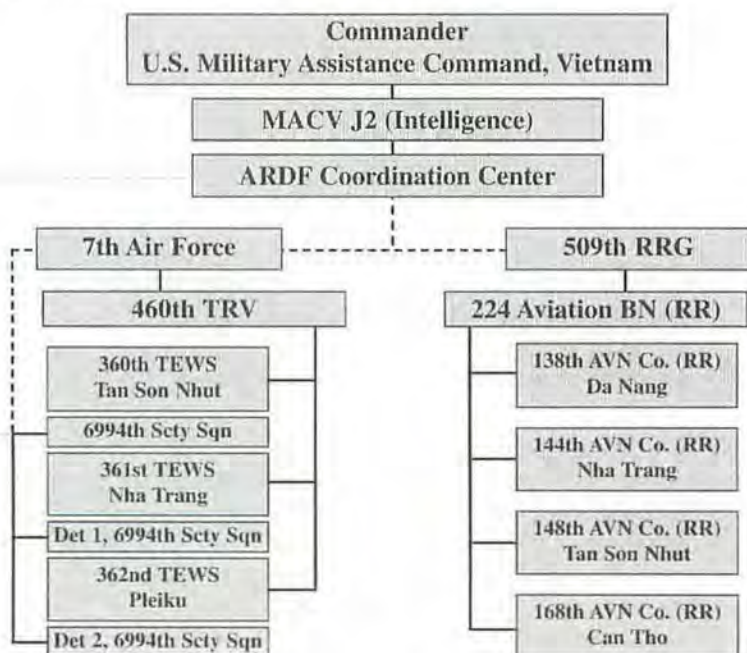 Commander
U.S. Military Assistance Command, Vietnam
MACV J2 (Intelligence)
ARDF Coordination Center
7th Air Force
509th RRG
460th TRV
224 Aviation BN (RR)
360th TEWS
Tan Son Nhut
6994th Scty Sqn
361st TEWS
Nha Trang
Det 1, 6994th Scty Sqn
362nd TEWS
Pleiku
Det 2, 6994th Scty Sqn
138th AVN Co. (RR)
Da Nang
144th AVN Co. (RR)
Nha Trang
148th AVN Co. (RR)
Tan Son Nhut
168th AVN Co. (RR)
Can Tho